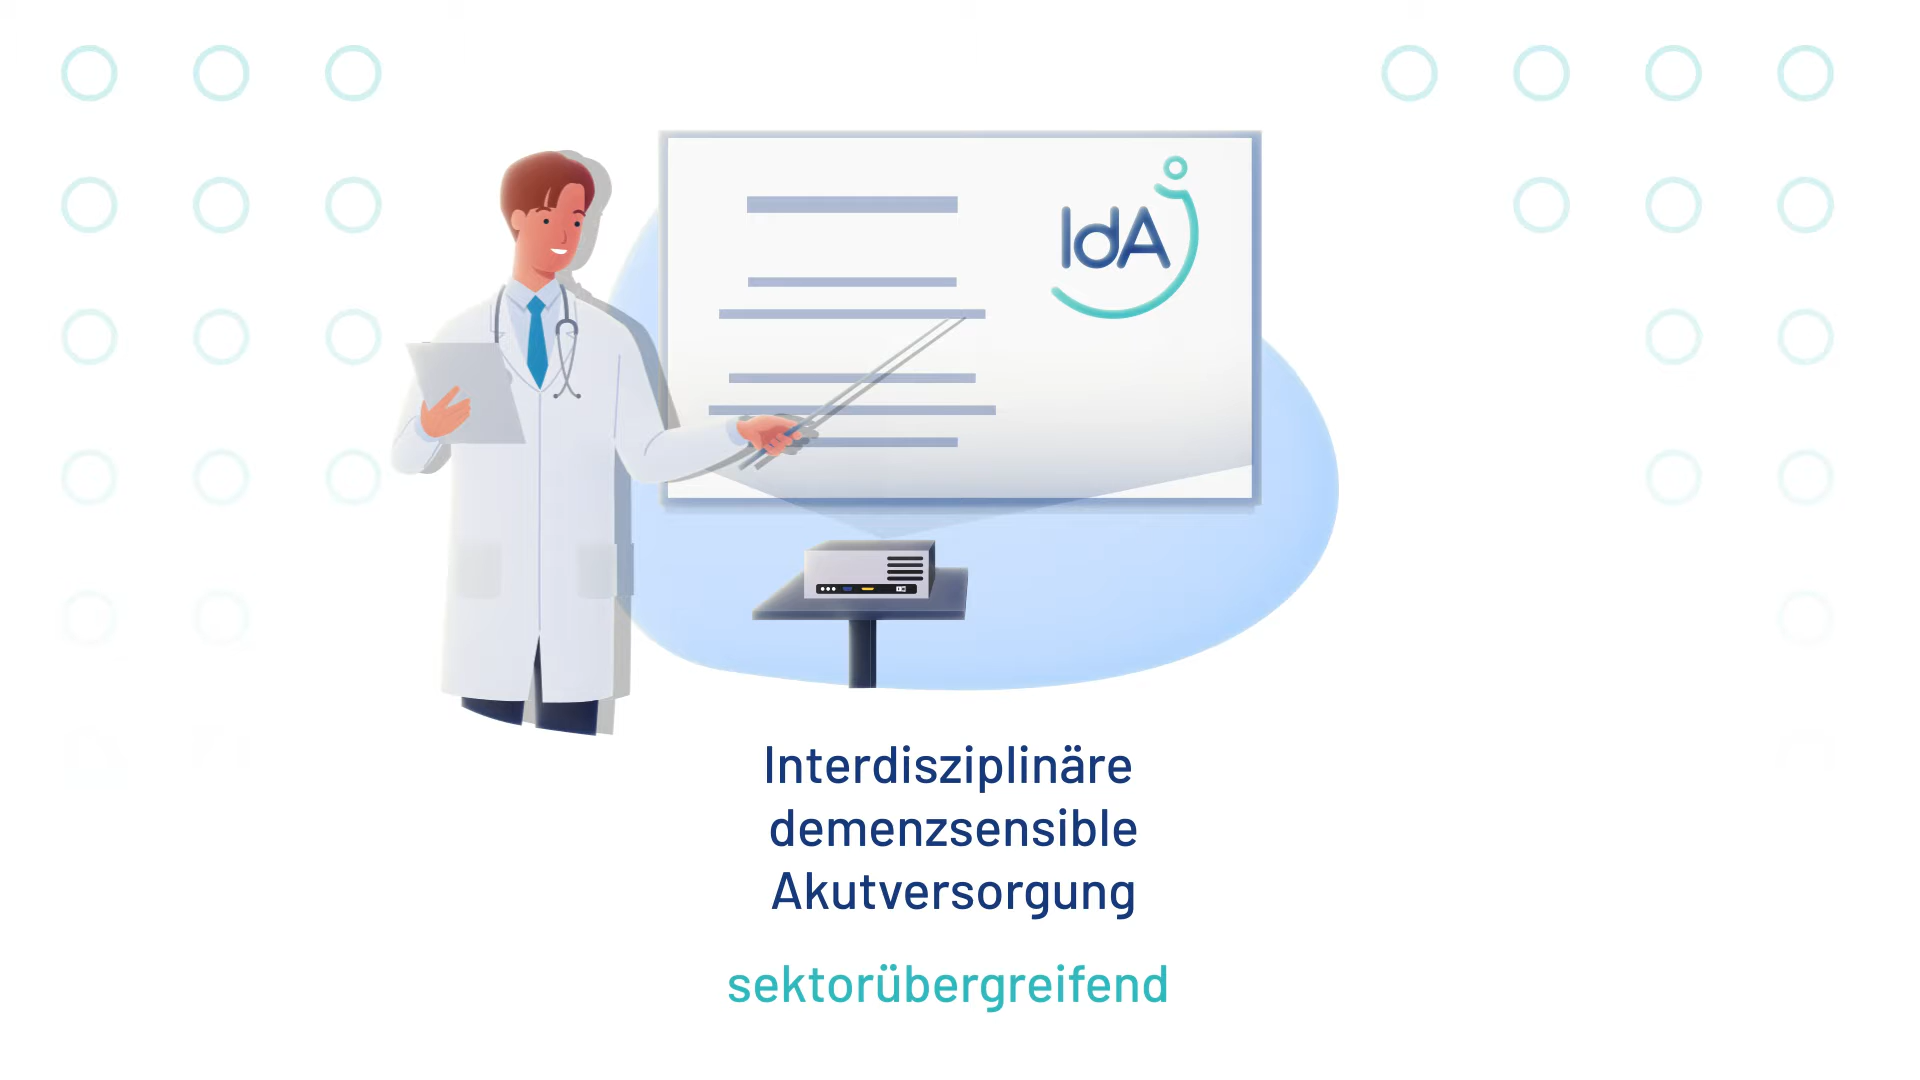 IdA
Interdisziplinäre
demenzsensible
Akutversorgung
sektorübergreifend